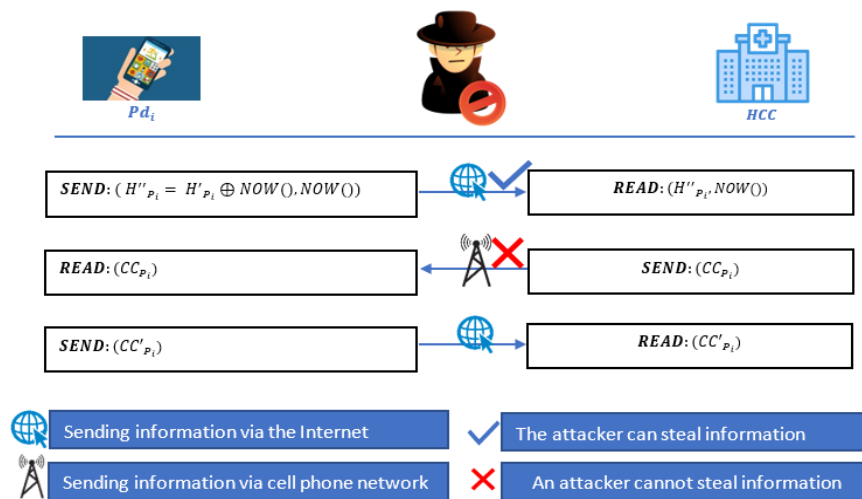 Pd_i
HCC
SEND: ( H''_{P_i} = H'_{P_i} ⊕ NOW(), NOW())
READ: (H''_{P_i}, NOW())
READ: (CC_{P_i})
SEND: (CC_{P_i})
SEND: (CC'_{P_i})
READ: (CC'_{P_i})
Sending information via the Internet
The attacker can steal information
Sending information via cell phone network
An attacker cannot steal information